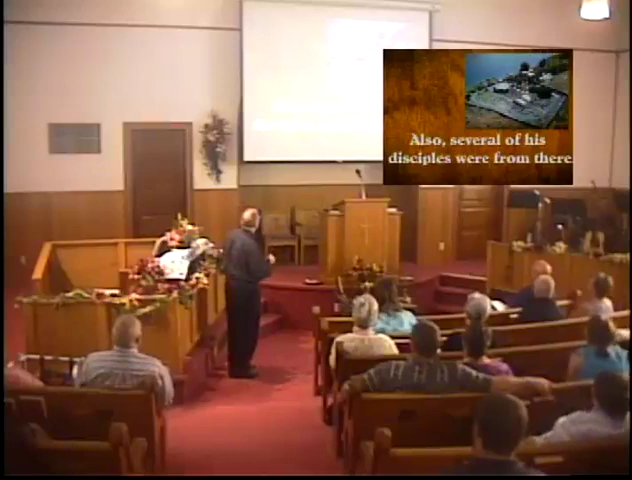 Also, several of his
disciples were from there